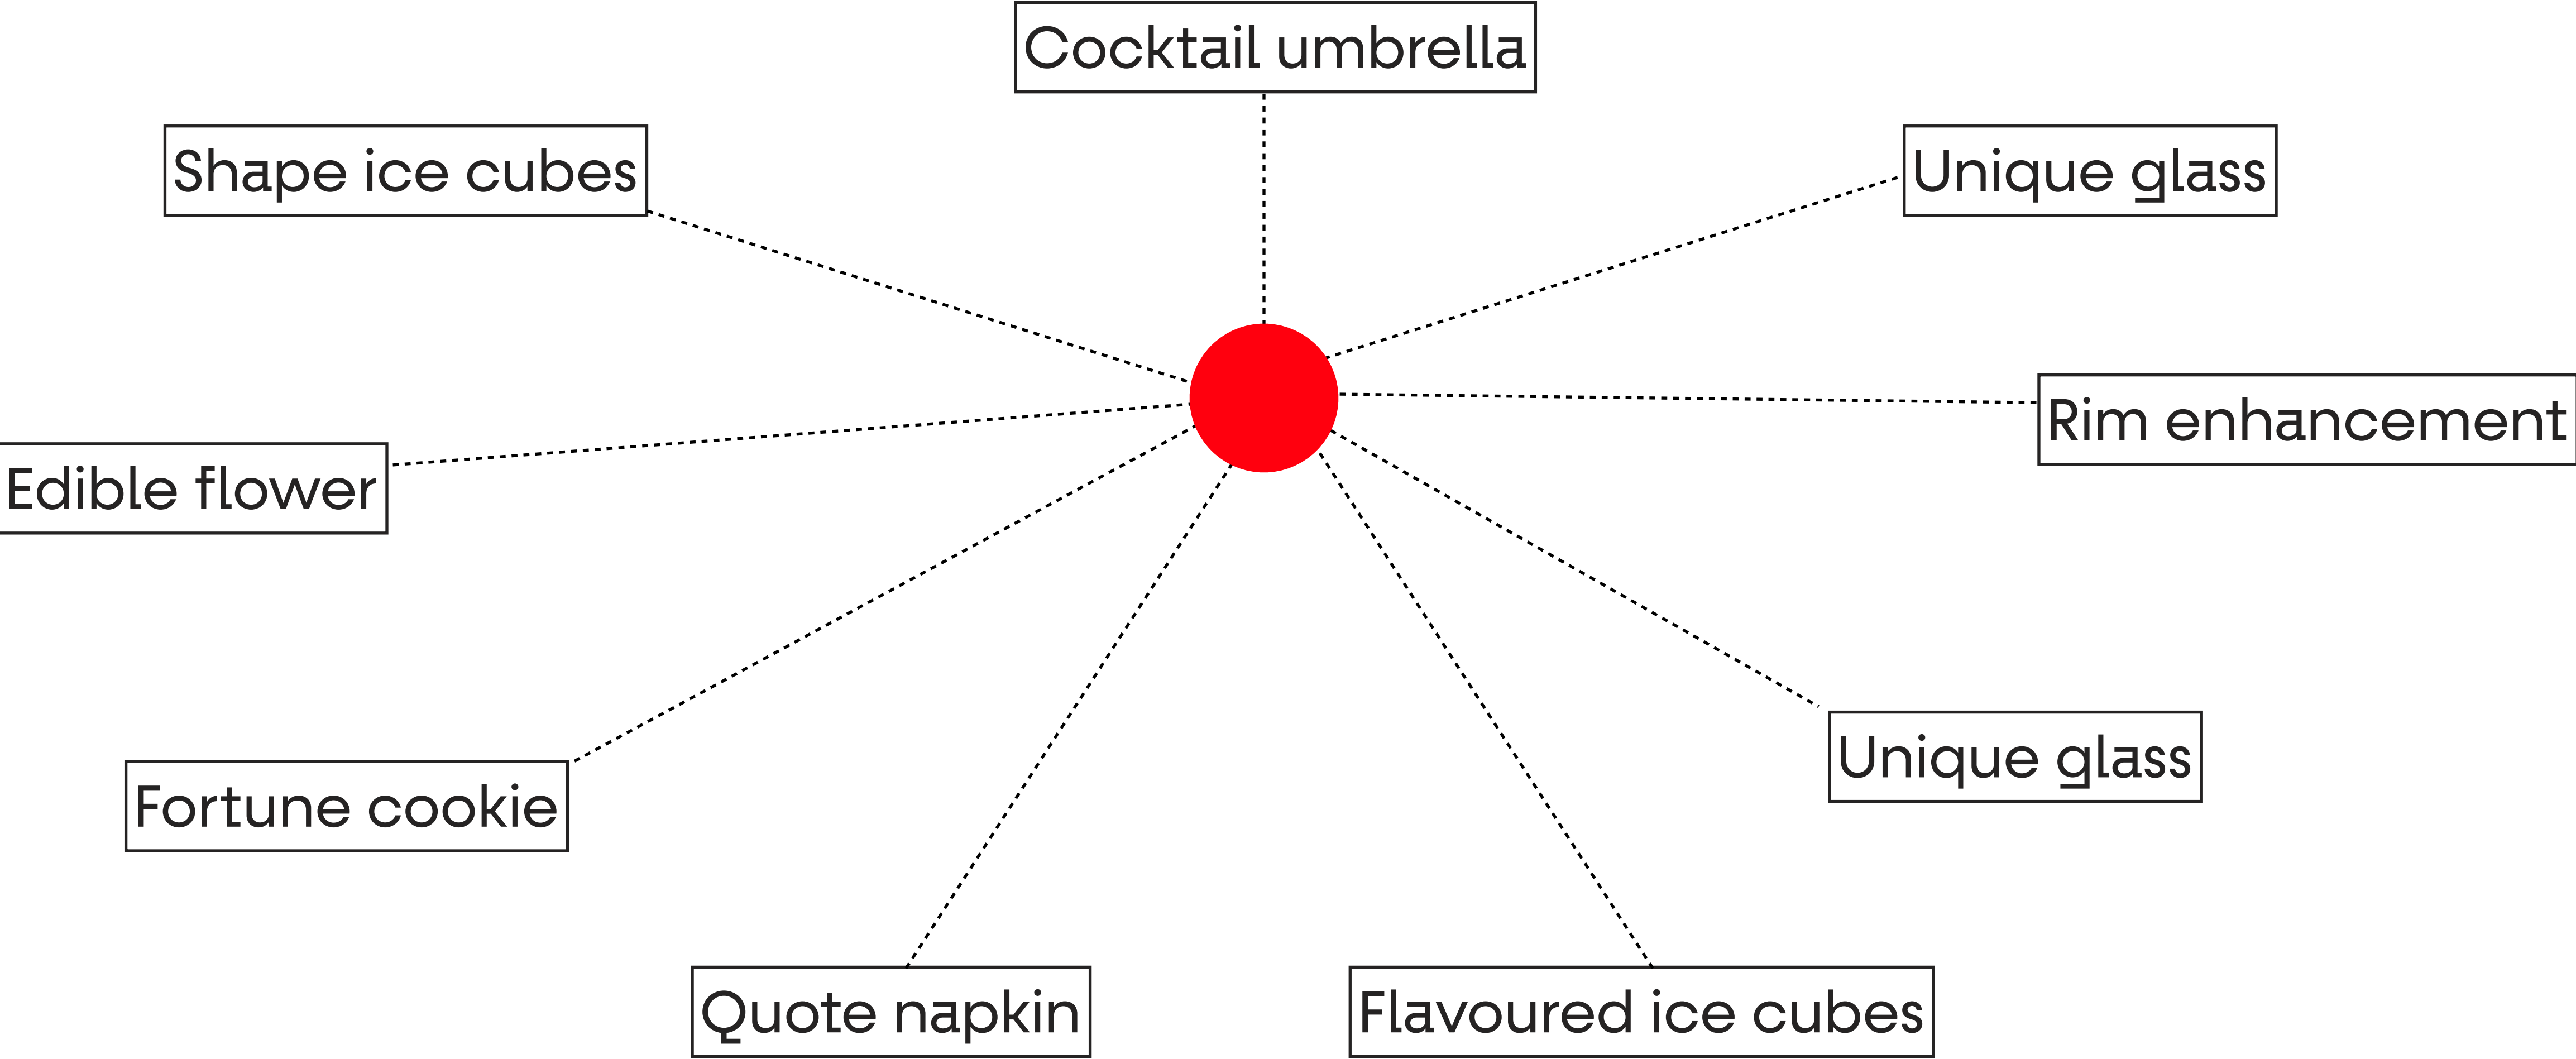 Cocktail umbrella
Shape ice cubes
Unique glass
Rim enhancement
Edible flower
Unique glass
Fortune cookie
Quote napkin
Flavoured ice cubes